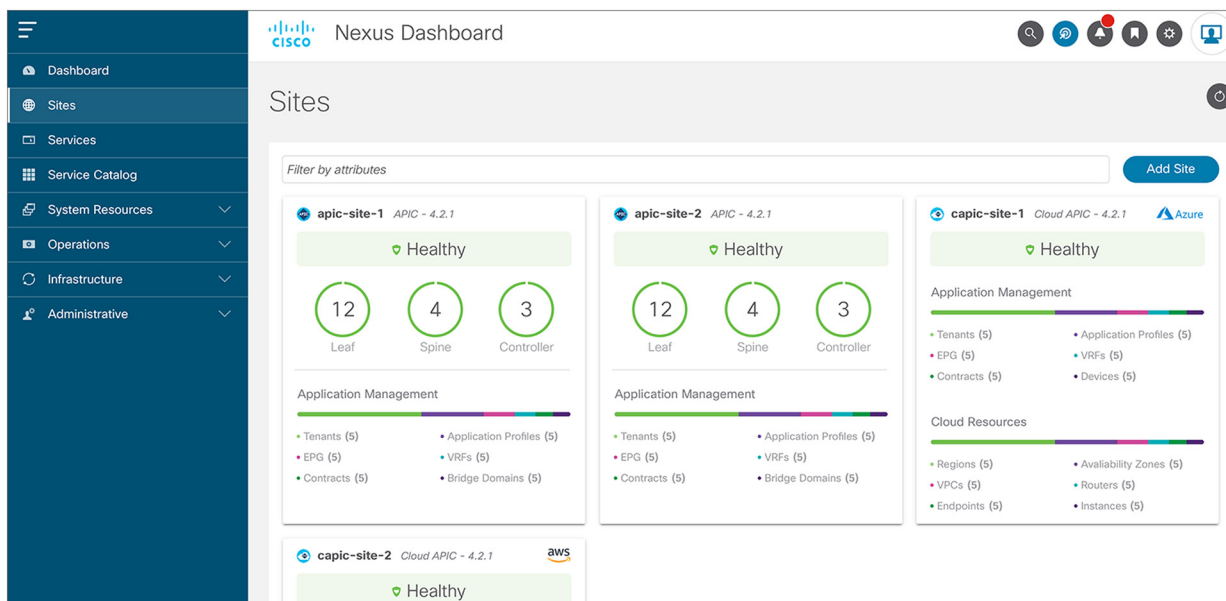 CISCO Nexus Dashboard
Dashboard
Sites
Services
Service Catalog
System Resources
Operations
Infrastructure
Administrative
Sites
Filter by attributes
Add Site
apic-site-1 APIC - 4.2.1
Healthy
12 4 3
Leaf Spine Controller
Application Management
Tenants (5) Application Profiles (5)
EPG (5) VRFs (5)
Contracts (5) Bridge Domains (5)
apic-site-2 APIC - 4.2.1
Healthy
12 4 3
Leaf Spine Controller
Application Management
Tenants (5) Application Profiles (5)
EPG (5) VRFs (5)
Contracts (5) Bridge Domains (5)
capic-site-1 Cloud APIC - 4.2.1 Azure
Healthy
Application Management
Tenants (5) Application Profiles (5)
EPG (5) VRFs (5)
Contracts (5) Devices (5)
Cloud Resources
Regions (5) Avaliability Zones (5)
VPCs (5) Routers (5)
Endpoints (5) Instances (5)
capic-site-2 Cloud APIC - 4.2.1 aws
Healthy